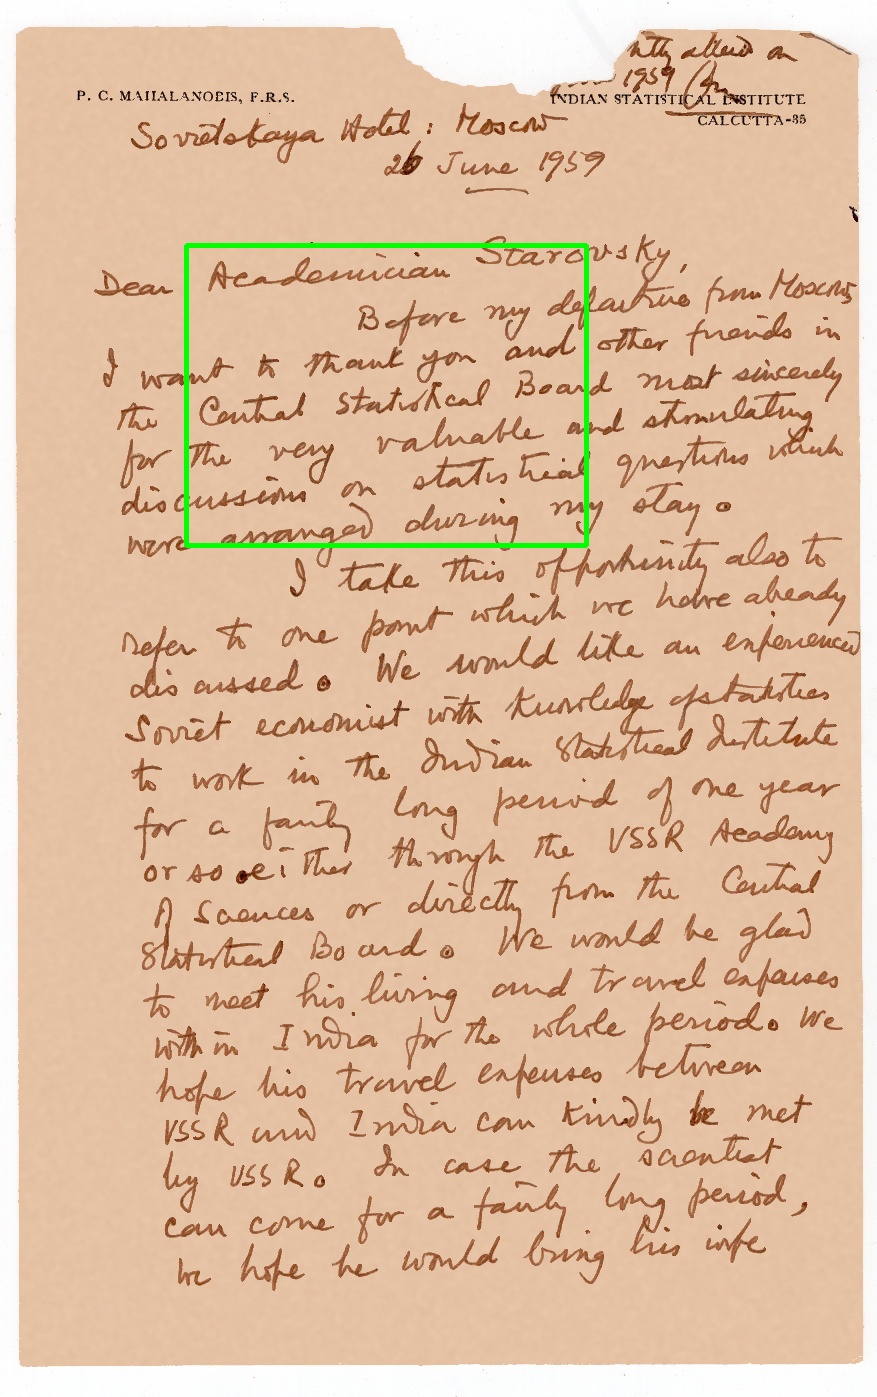 ntly allied on
1959
P. C. MAHALANOBIS, F.R.S.
INDIAN STATISTICAL INSTITUTE
CALCUTTA-35
Sovietskaya Hotel : Moscow
26 June 1959
Dear Academician Starovsky,
Before my departure from Moscow
I want to thank you and other friends in
the Central Statistical Board most sincerely
for the very valuable and stimulating
discussions on statistical questions which
were arranged during my stay.
I take this opportunity also to
refer to one point which we have already
discussed. We would like an experienced
Soviet economist with knowledge of statistics
to work in the Indian Statistical Institute
for a fairly long period of one year
or so either through the USSR Academy
of Sciences or directly from the Central
Statistical Board. We would be glad
to meet his living and travel expenses
within India for the whole period. We
hope his travel expenses between
USSR and India can kindly be met
by USSR. In case the scientist
can come for a fairly long period,
we hope he would bring his wife